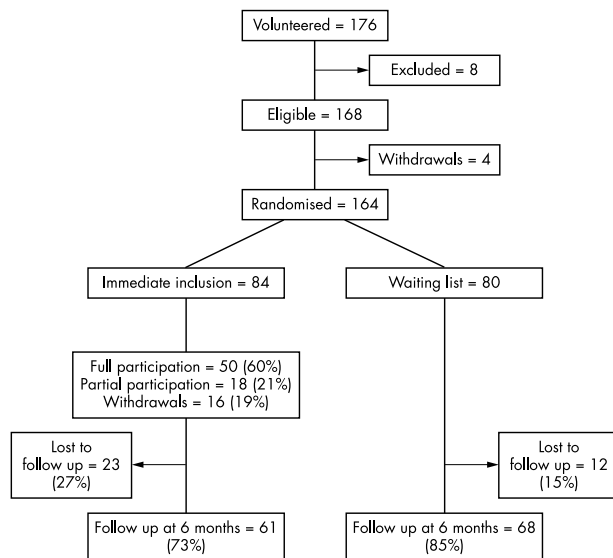 Volunteered = 176
Excluded = 8
Eligible = 168
Withdrawals = 4
Randomised = 164
Immediate inclusion = 84
Waiting list = 80
Full participation = 50 (60%)
Partial participation = 18 (21%)
Withdrawals = 16 (19%)
Lost to
follow up = 23
(27%)
Lost to
follow up = 12
(15%)
Follow up at 6 months = 61
(73%)
Follow up at 6 months = 68
(85%)